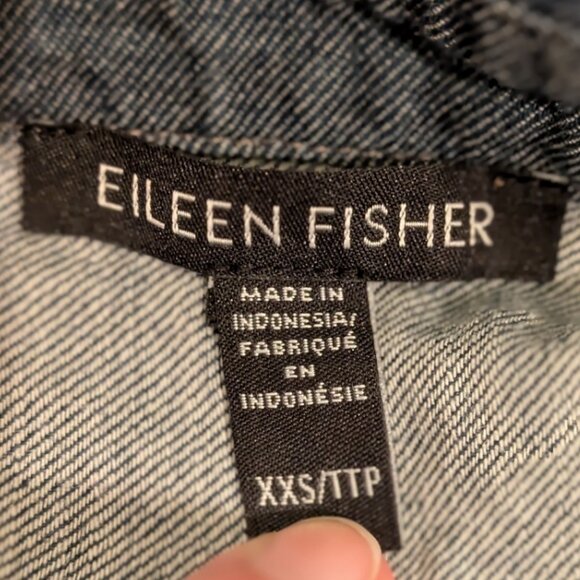 EILEEN FISHER
MADE IN
INDONESIA/
FABRIQUÉ
EN
INDONÉSIE
XXS/TTP